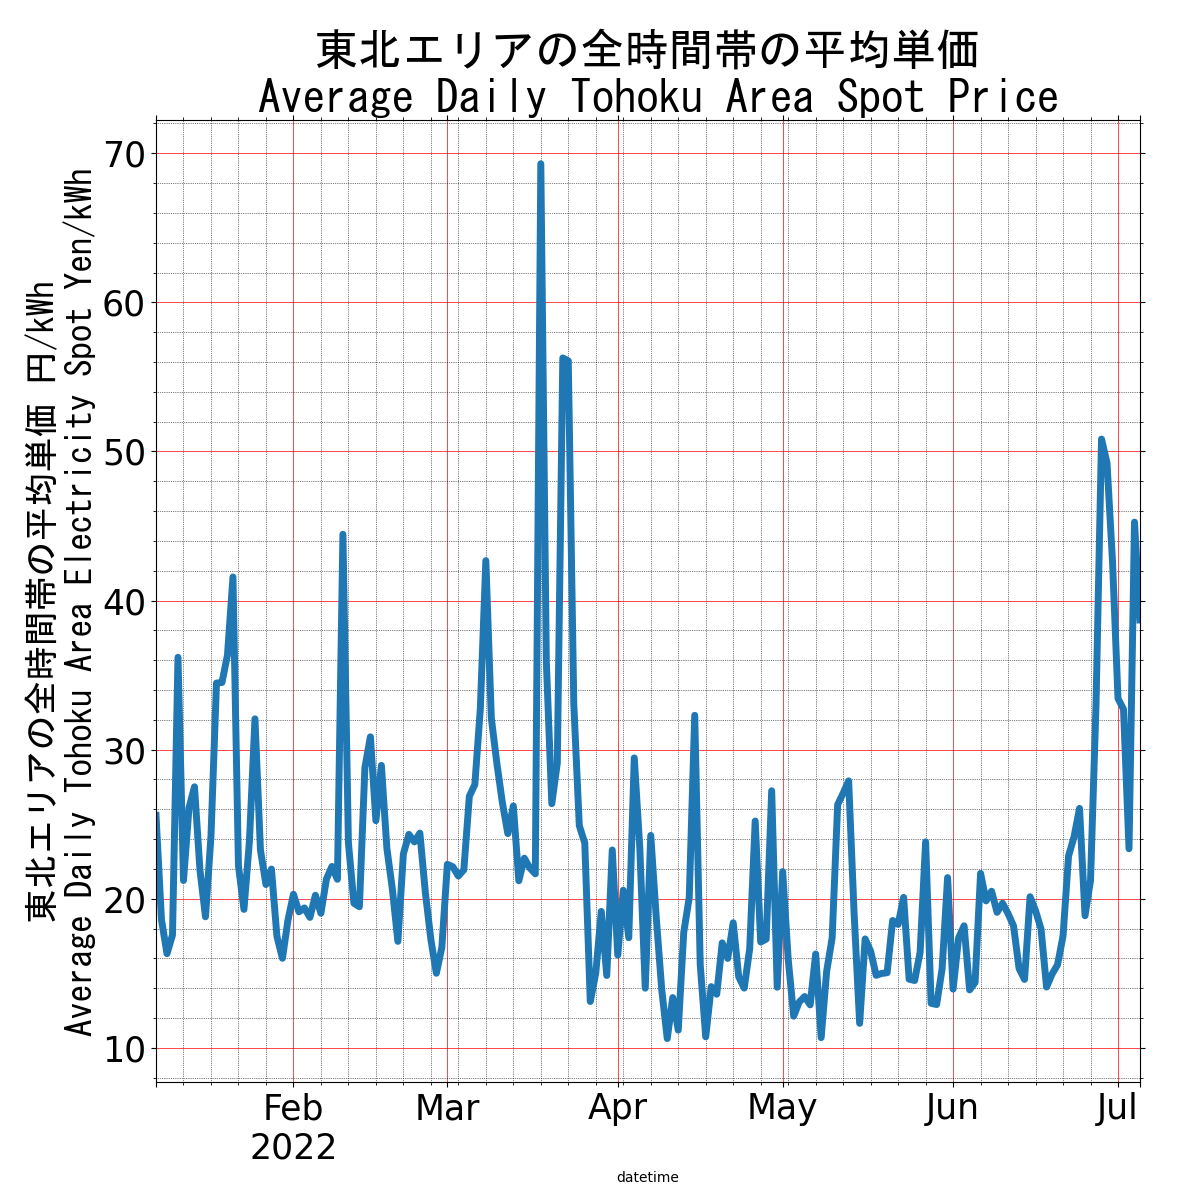 東北エリアの全時間帯の平均単価
Average Daily Tohoku Area Spot Price
東北エリアの全時間帯の平均単価 円/kWh
Average Daily Tohoku Area Electricity Spot Yen/kWh
70
60
50
40
30
20
10
Feb
2022
Mar
Apr
May
Jun
Jul
datetime